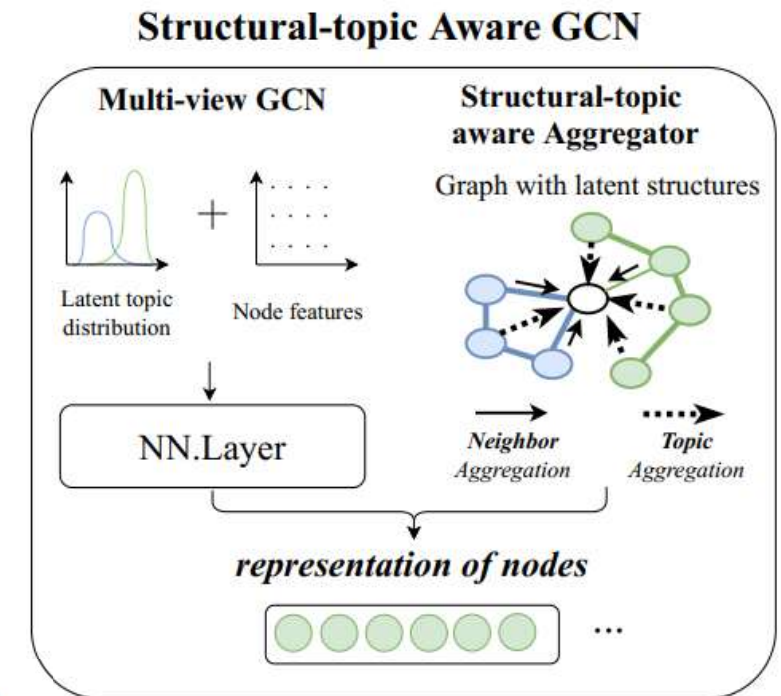 Structural-topic Aware GCN
Multi-view GCN
Structural-topic
aware Aggregator
Graph with latent structures
+
Latent topic
distribution
Node features
NN.Layer
Neighbor
Aggregation
Topic
Aggregation
representation of nodes
...